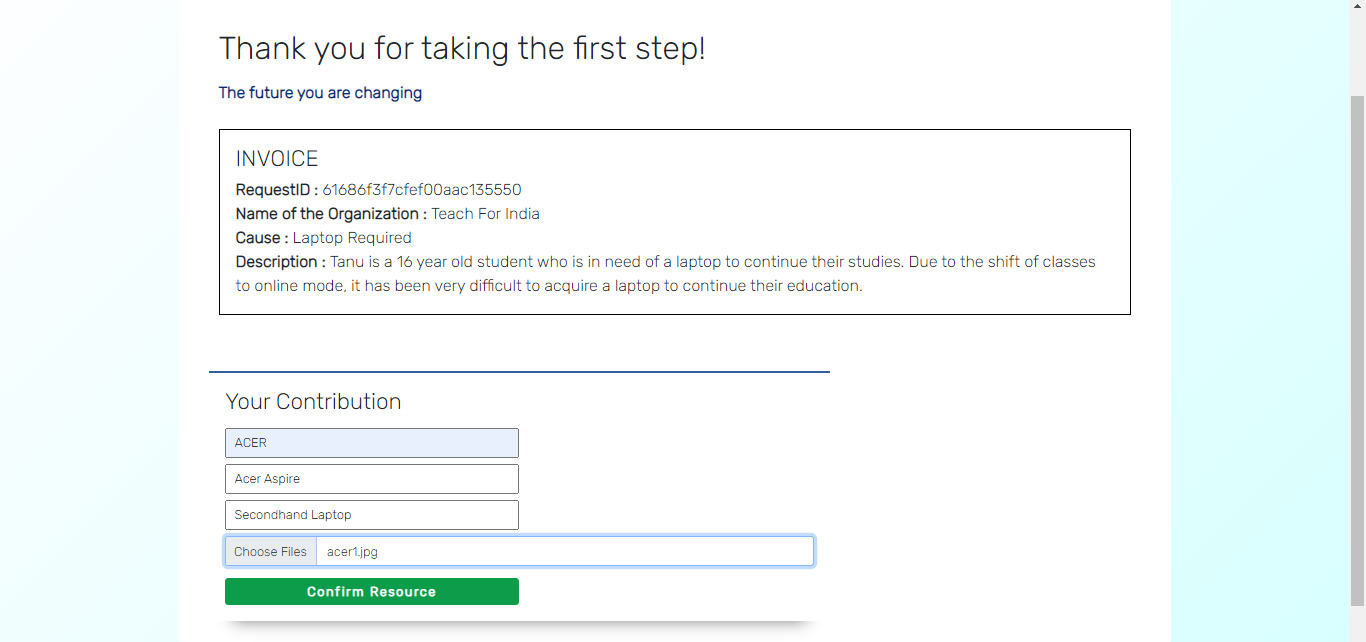 Thank you for taking the first step!
The future you are changing
INVOICE
RequestID : 61686f3f7cfef00aac135550
Name of the Organization : Teach For India
Cause : Laptop Required
Description : Tanu is a 16 year old student who is in need of a laptop to continue their studies. Due to the shift of classes
to online mode, it has been very difficult to acquire a laptop to continue their education.
Your Contribution
ACER
Acer Aspire
Secondhand Laptop
Choose Files acer1.jpg
Confirm Resource